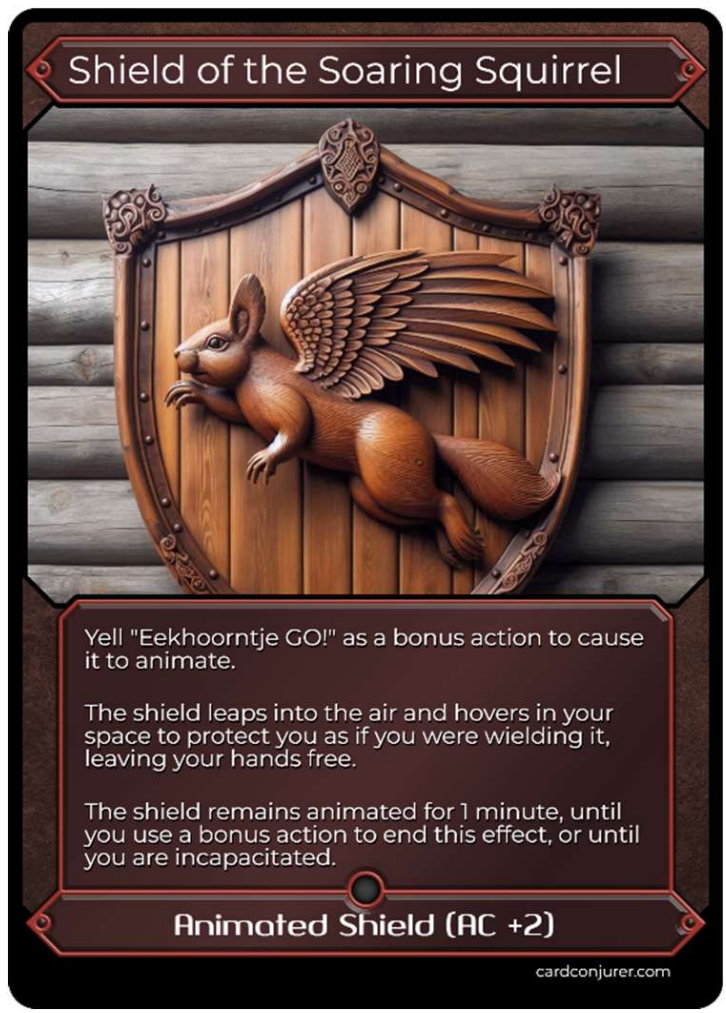 Shield of the Soaring Squirrel
Yell "Eekhoorntje GO!" as a bonus action to cause
it to animate.
The shield leaps into the air and hovers in your
space to protect you as if you were wielding it,
leaving your hands free.
The shield remains animated for 1 minute, until
you use a bonus action to end this effect, or until
you are incapacitated.
Animated Shield (AC +2)
cardconjurer.com